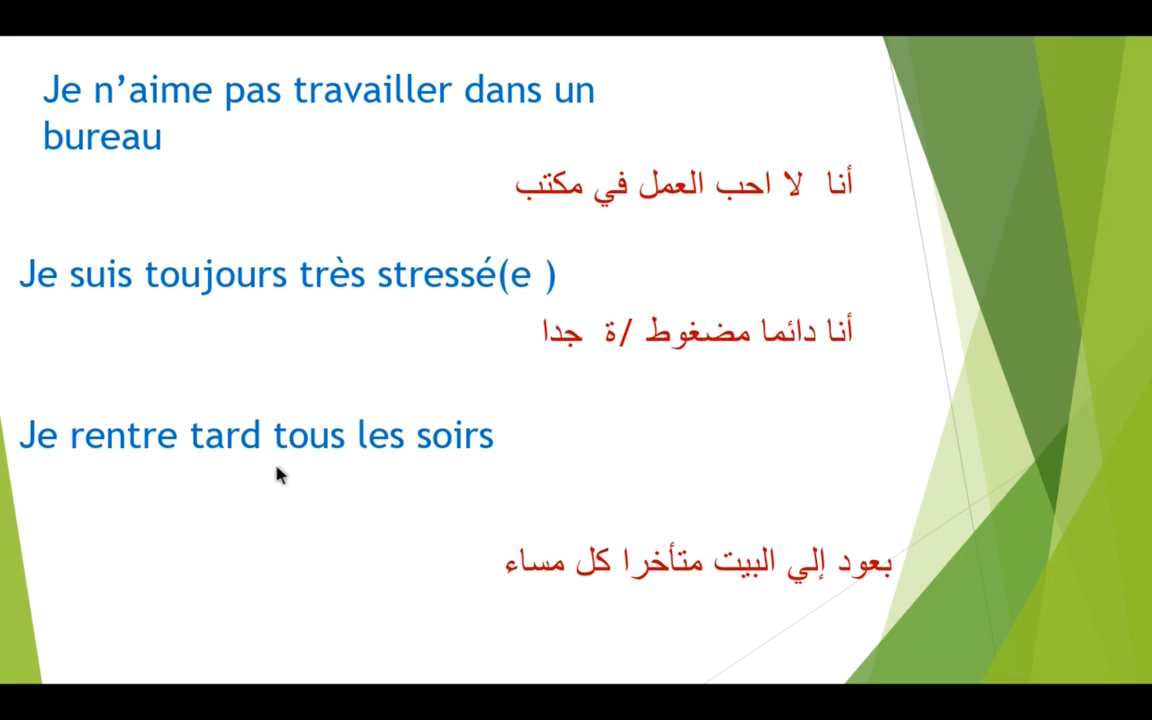 Je n’aime pas travailler dans un
bureau
أنا لا احب العمل في مكتب
Je suis toujours très stressé(e )
أنا دائما مضغوط /ة جدا
Je rentre tard tous les soirs
بعود إلي البيت متأخرا كل مساء